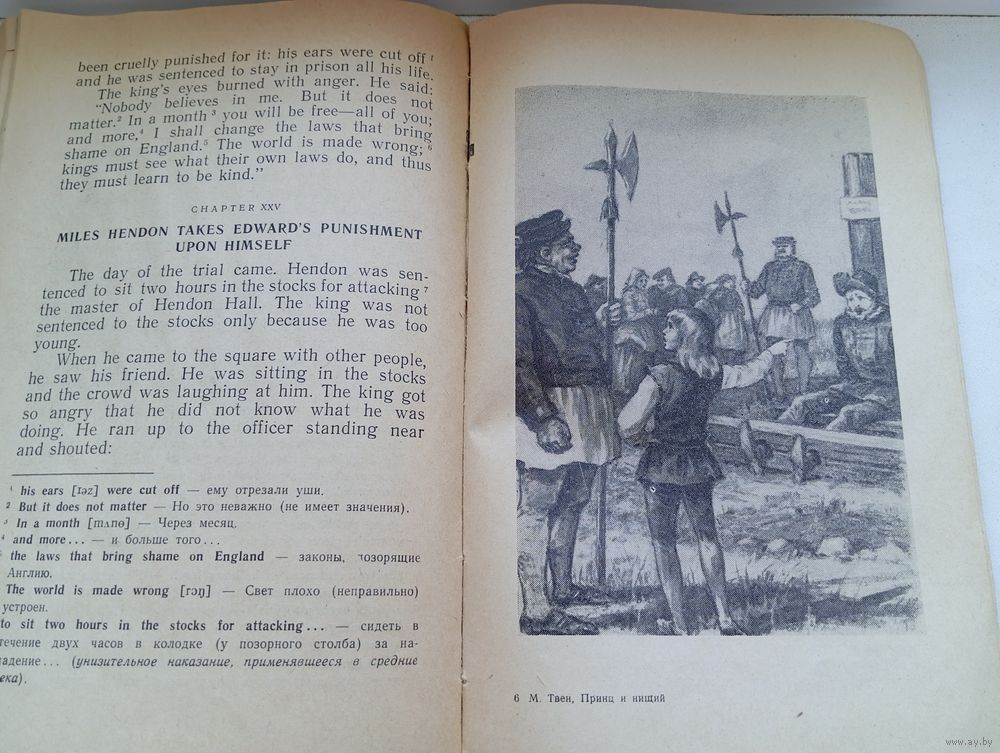 been cruelly punished for it: his ears were cut off ¹
and he was sentenced to stay in prison all his life.
The king's eyes burned with anger. He said:
"Nobody believes in me. But it does not
matter.² In a month ³ you will be free—all of you;
and more,⁴ I shall change the laws that bring
shame on England.⁵ The world is made wrong; ⁶
kings must see what their own laws do, and thus
they must learn to be kind."
CHAPTER XXV
MILES HENDON TAKES EDWARD'S PUNISHMENT
UPON HIMSELF
The day of the trial came. Hendon was sen-
tenced to sit two hours in the stocks for attacking ⁷
the master of Hendon Hall. The king was not
sentenced to the stocks only because he was too
young.
When he came to the square with other people,
he saw his friend. He was sitting in the stocks
and the crowd was laughing at him. The king got
so angry that he did not know what he was
doing. He ran up to the officer standing near
and shouted:
¹ his ears [ɪəz] were cut off — ему отрезали уши.
² But it does not matter — Но это неважно (не имеет значения).
³ In a month [mʌnθ] — Через месяц.
⁴ and more... — и больше того...
the laws that bring shame on England — законы, позорящие
Англию.
The world is made wrong [rɔŋ] — Свет плохо (неправильно)
устроен.
to sit two hours in the stocks for attacking... — сидеть в
течение двух часов в колодке (у позорного столба) за на-
адение... (унизительное наказание, применявшееся в средние
ека).
6 М. Твен, Принц и нищий
www.ay.by